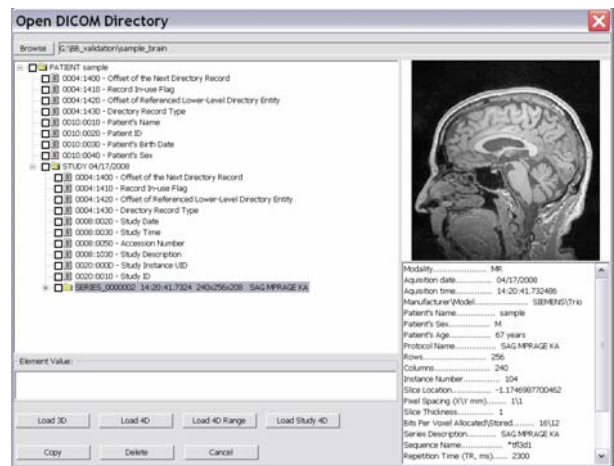 Open DICOM Directory
Browse G:\BB_validation\sample_brain
PATIENT sample
0004:1400 - Offset of the Next Directory Record
0004:1410 - Record In-use Flag
0004:1420 - Offset of Referenced Lower-Level Directory Entity
0004:1430 - Directory Record Type
0010:0010 - Patient's Name
0010:0020 - Patient ID
0010:0030 - Patient's Birth Date
0010:0040 - Patient's Sex
STUDY 04/17/2008
0004:1400 - Offset of the Next Directory Record
0004:1410 - Record In-use Flag
0004:1420 - Offset of Referenced Lower-Level Directory Entity
0004:1430 - Directory Record Type
0008:0020 - Study Date
0008:0030 - Study Time
0008:0050 - Accession Number
0008:1030 - Study Description
0020:000D - Study Instance UID
0020:0010 - Study ID
SERIES_0000002 14:20:41.7324 240x256x208 SAG MPRAGE KA
Element Value:
Load 3D Load 4D Load 4D Range Load Study 4D
Copy Delete Cancel
Modality...................... MR
Aquisition date............... 04/17/2008
Aquisition time............... 14:20:41.732486
Manufacturer\Model................... SIEMENS\Trio
Patient's Name............... sample
Patient's Sex............... M
Patient's Age............... 67 years
Protocol Name............... SAG MPRAGE KA
Rows............................ 256
Columns...................... 240
Instance Number............... 104
Slice Location............... -1.1746987700462
Pixel Spacing (X\Y mm)....... 1\1
Slice Thickness............... 1
Bits Per Voxel Allocated\Stored....... 16\12
Series Description............ SAG MPRAGE KA
Sequence Name............... *tfl3d1
Repetition Time (TR, ms)...... 2300